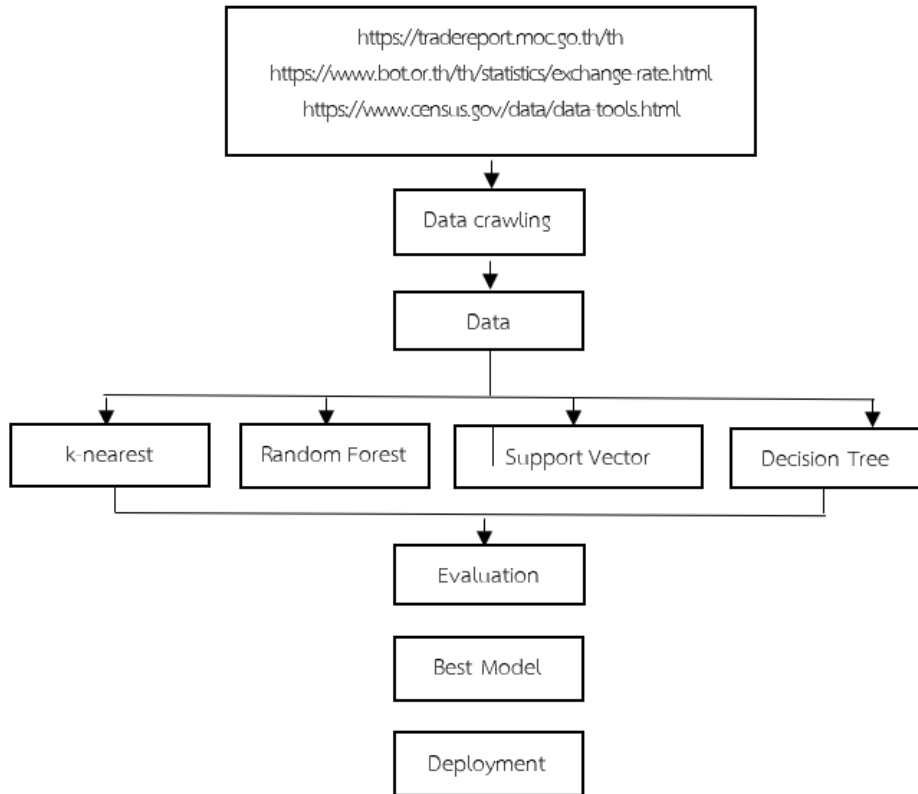 https://tradereport.moc.go.th/th
https://www.bot.or.th/th/statistics/exchange-rate.html
https://www.census.gov/data/data-tools.html
Data crawling
Data
k-nearest
Random Forest
Support Vector
Decision Tree
Evaluation
Best Model
Deployment